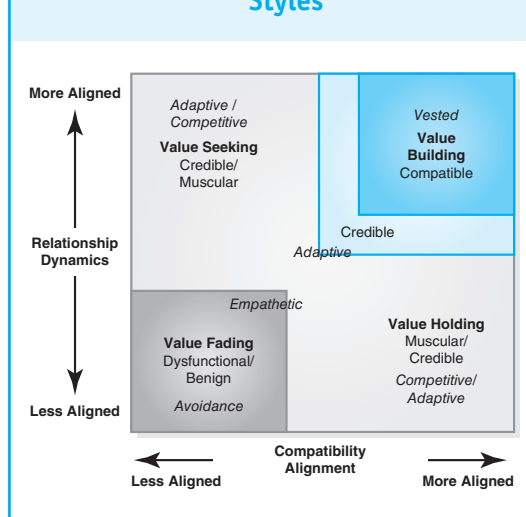 Styles
More Aligned
Adaptive /
Competitive
Value Seeking
Credible/
Muscular
Vested
Value
Building
Compatible
Credible
Adaptive
Relationship
Dynamics
Empathetic
Value Fading
Dysfunctional/
Benign
Avoidance
Value Holding
Muscular/
Credible
Competitive/
Adaptive
Less Aligned
Compatibility
Alignment
Less Aligned
More Aligned